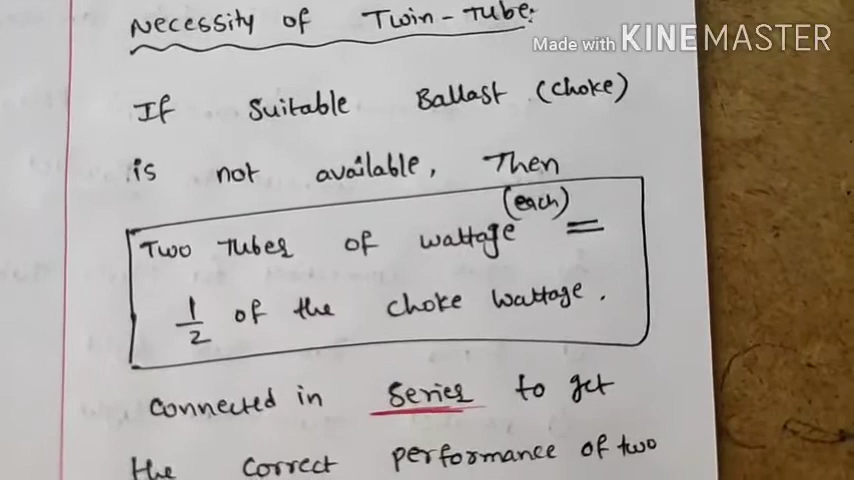 Necessity of Twin-Tube:
Made with KINEMASTER
If Suitable Ballast (choke)
is not available, Then
Two Tubes of wattage (each) =
1/2 of the choke wattage.
connected in Series to get
the correct performance of two